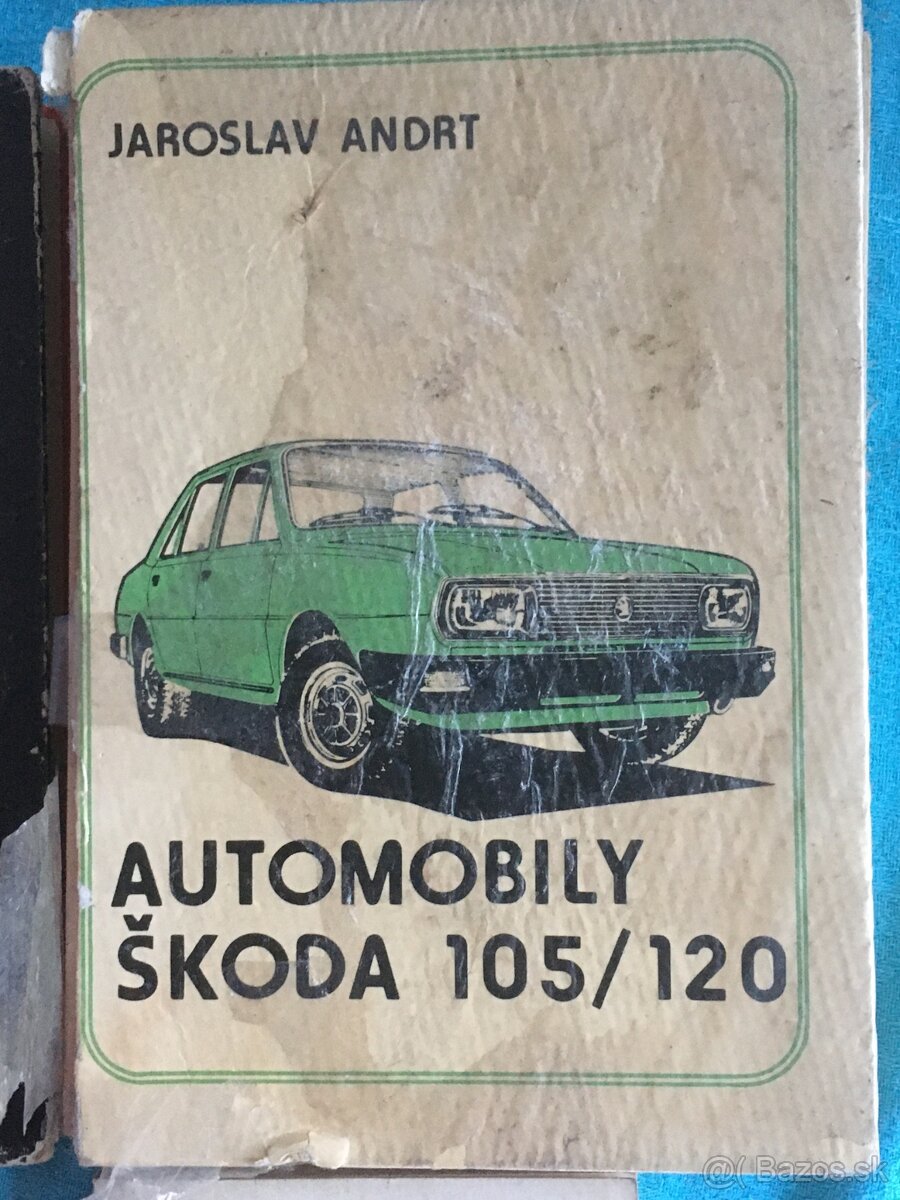 JAROSLAV ANDRT
AUTOMOBILY
ŠKODA 105/120
@( Bazos.sk